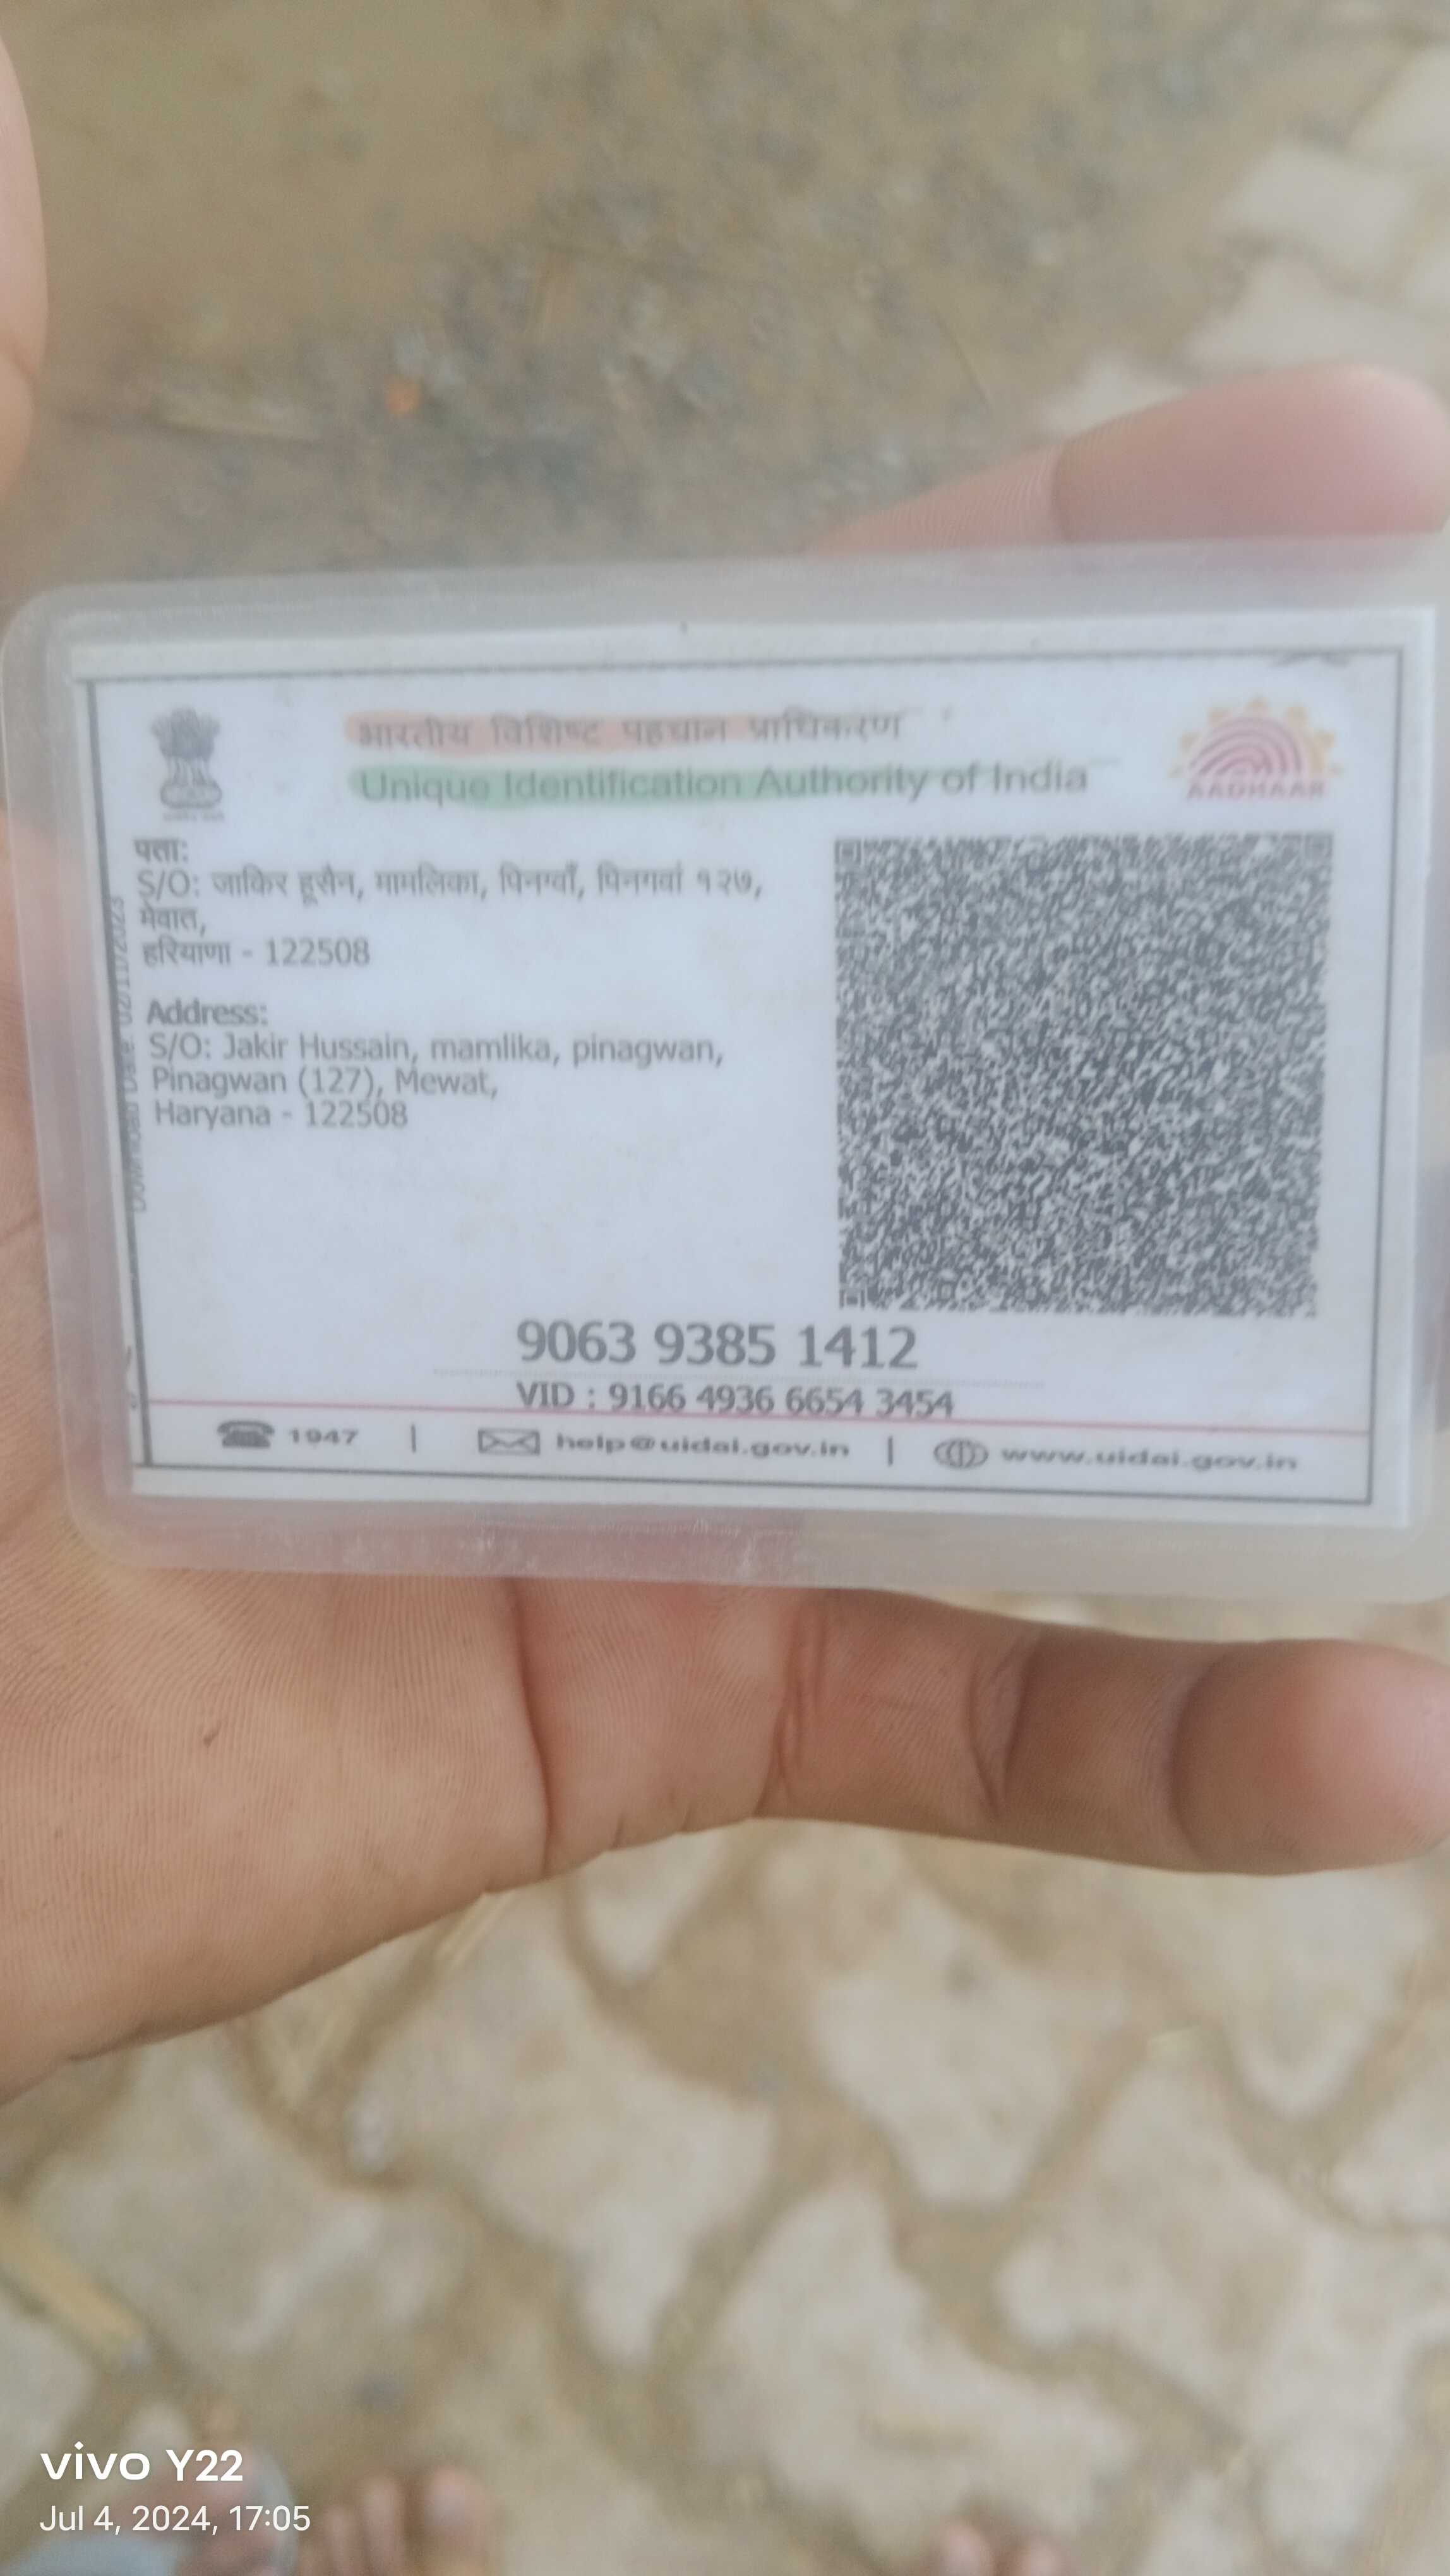 भारतीय विशिष्ट पहचान प्राधिकरण
Unique Identification Authority of India
AADHAAR
पता:
S/O: जाकिर हूसैन, मामलिका, पिनग्वाँ, पिनगवां १२७,
मेवात,
हरियाणा - 122508
Address:
S/O: Jakir Hussain, mamlika, pinagwan,
Pinagwan (127), Mewat,
Haryana - 122508
Download Date: 02/11/2023
9063 9385 1412
VID : 9166 4936 6654 3454
1947 | help@uidai.gov.in | www.uidai.gov.in
vivo Y22
Jul 4, 2024, 17:05